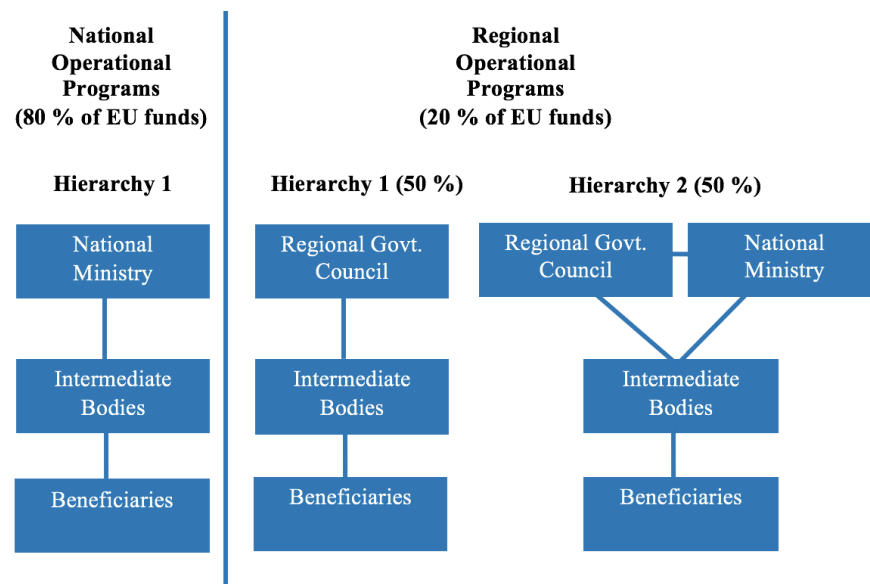 National
Operational
Programs
(80 % of EU funds)
Regional
Operational
Programs
(20 % of EU funds)
Hierarchy 1
Hierarchy 1 (50 %)
Hierarchy 2 (50 %)
National
Ministry
Intermediate
Bodies
Beneficiaries
Regional Govt.
Council
Intermediate
Bodies
Beneficiaries
Regional Govt.
Council
National
Ministry
Intermediate
Bodies
Beneficiaries